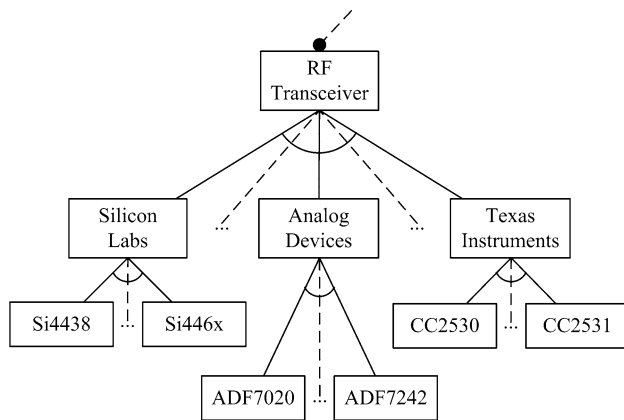 RF
Transceiver
Silicon
Labs
...
Analog
Devices
...
Texas
Instruments
Si4438
...
Si446x
CC2530
...
CC2531
ADF7020
...
ADF7242